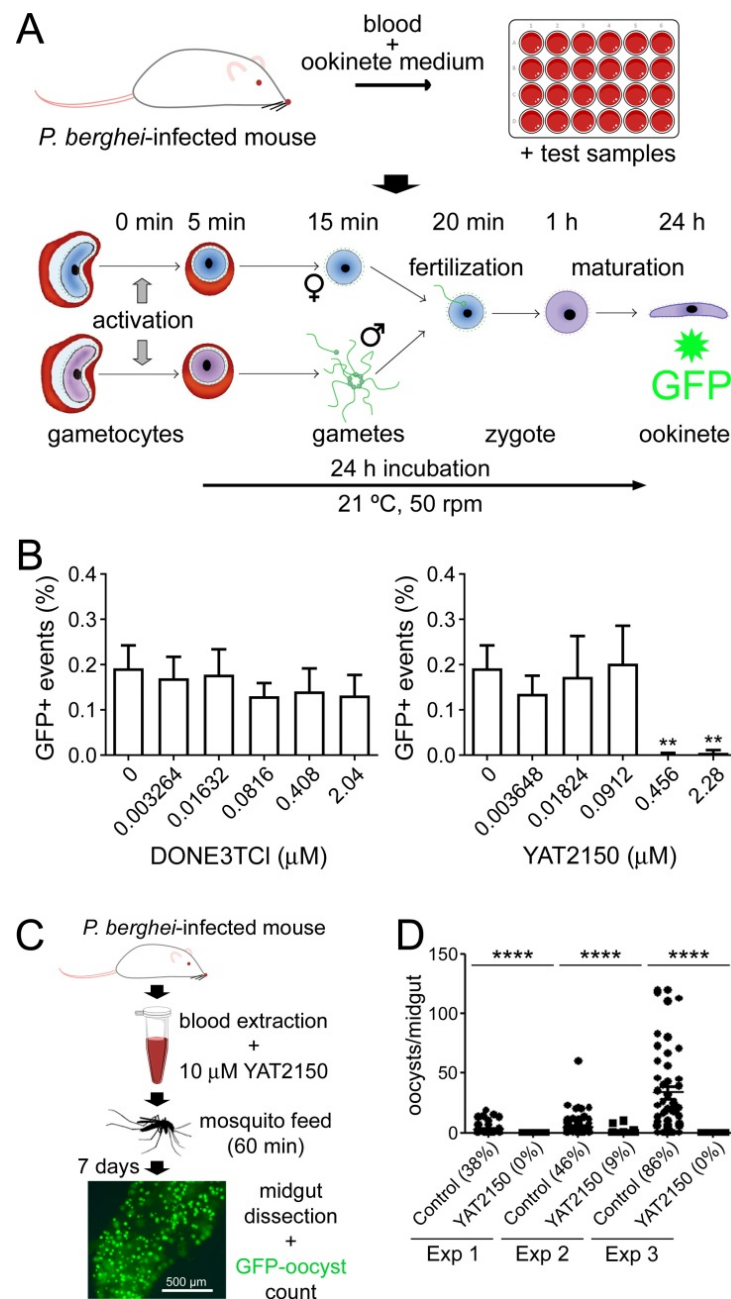 A
blood
+
ookinete medium
P. berghei-infected mouse
1 2 3 4 5 6
A
B
C
D
+ test samples
0 min 5 min 15 min 20 min 1 h 24 h
fertilization maturation
♀
activation
♂
GFP
gametocytes gametes zygote ookinete
24 h incubation
21 ºC, 50 rpm
B
GFP+ events (%)
0.4
0.3
0.2
0.1
0.0
0 0.003264 0.01632 0.0816 0.408 2.04
DONE3TCl (μM)
GFP+ events (%)
0.4
0.3
0.2
0.1
0.0
** **
0 0.003648 0.01824 0.0912 0.456 2.28
YAT2150 (μM)
C
P. berghei-infected mouse
blood extraction
+
10 μM YAT2150
mosquito feed
(60 min)
7 days
midgut
dissection
+
GFP-oocyst
count
500 μm
D
oocysts/midgut
150
100
50
0
**** **** ****
Control (38%) YAT2150 (0%) Control (46%) YAT2150 (9%) Control (86%) YAT2150 (0%)
Exp 1 Exp 2 Exp 3